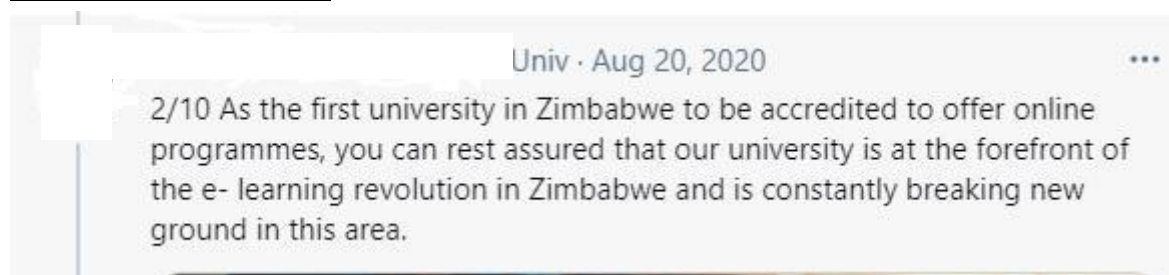 Univ · Aug 20, 2020
2/10 As the first university in Zimbabwe to be accredited to offer online
programmes, you can rest assured that our university is at the forefront of
the e- learning revolution in Zimbabwe and is constantly breaking new
ground in this area.